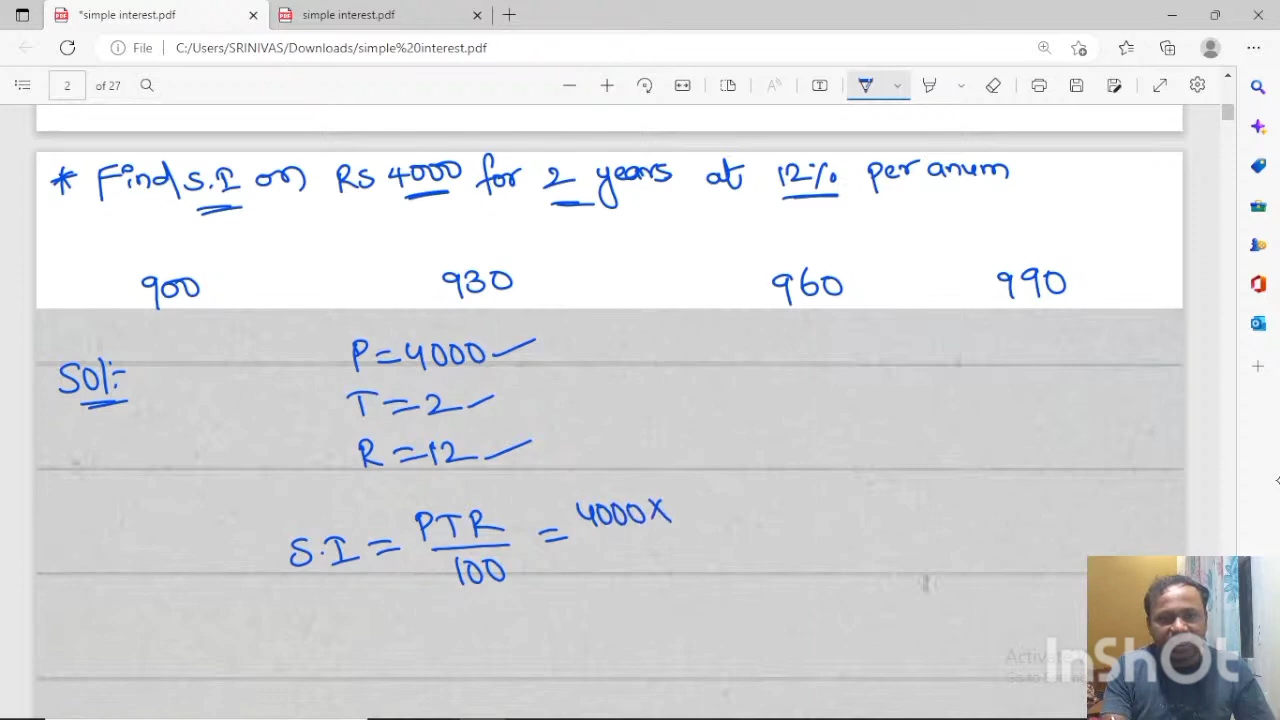 *simple interest.pdf
simple interest.pdf
File C:/Users/SRINIVAS/Downloads/simple%20interest.pdf
2 of 27
* Find S.I on RS 4000 for 2 years at 12% per anum
900 930 960 990
Sol:-
P=4000
T=2
R=12
S.I = PTR/100 = 4000x
Activate
InShOt